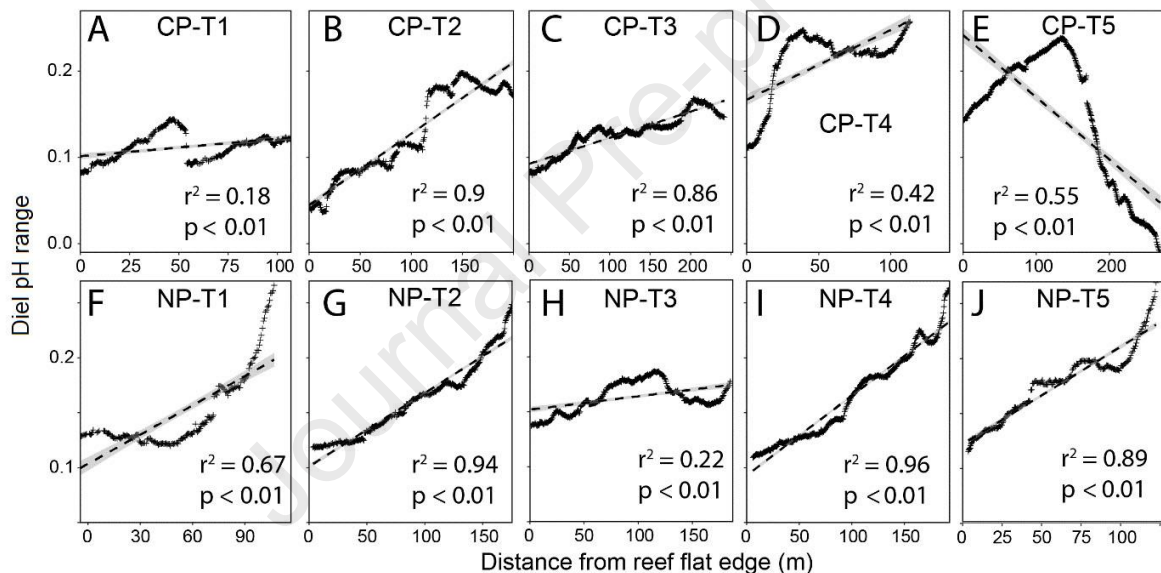 A CP-T1
B CP-T2
C CP-T3
D CP-T4
E CP-T5
Diel pH range
0.2
0.1
0.0
r² = 0.18
p < 0.01
r² = 0.9
p < 0.01
r² = 0.86
p < 0.01
r² = 0.42
p < 0.01
r² = 0.55
p < 0.01
0 25 50 75 100
0 50 100 150
0 50 100 150 200
0 50 100
0 100 200
F NP-T1
G NP-T2
H NP-T3
I NP-T4
J NP-T5
0.2
0.1
r² = 0.67
p < 0.01
r² = 0.94
p < 0.01
r² = 0.22
p < 0.01
r² = 0.96
p < 0.01
r² = 0.89
p < 0.01
0 30 60 90
0 50 100 150
0 50 100 150
0 50 100 150
0 25 50 75 100
Distance from reef flat edge (m)
Journal Pre-p